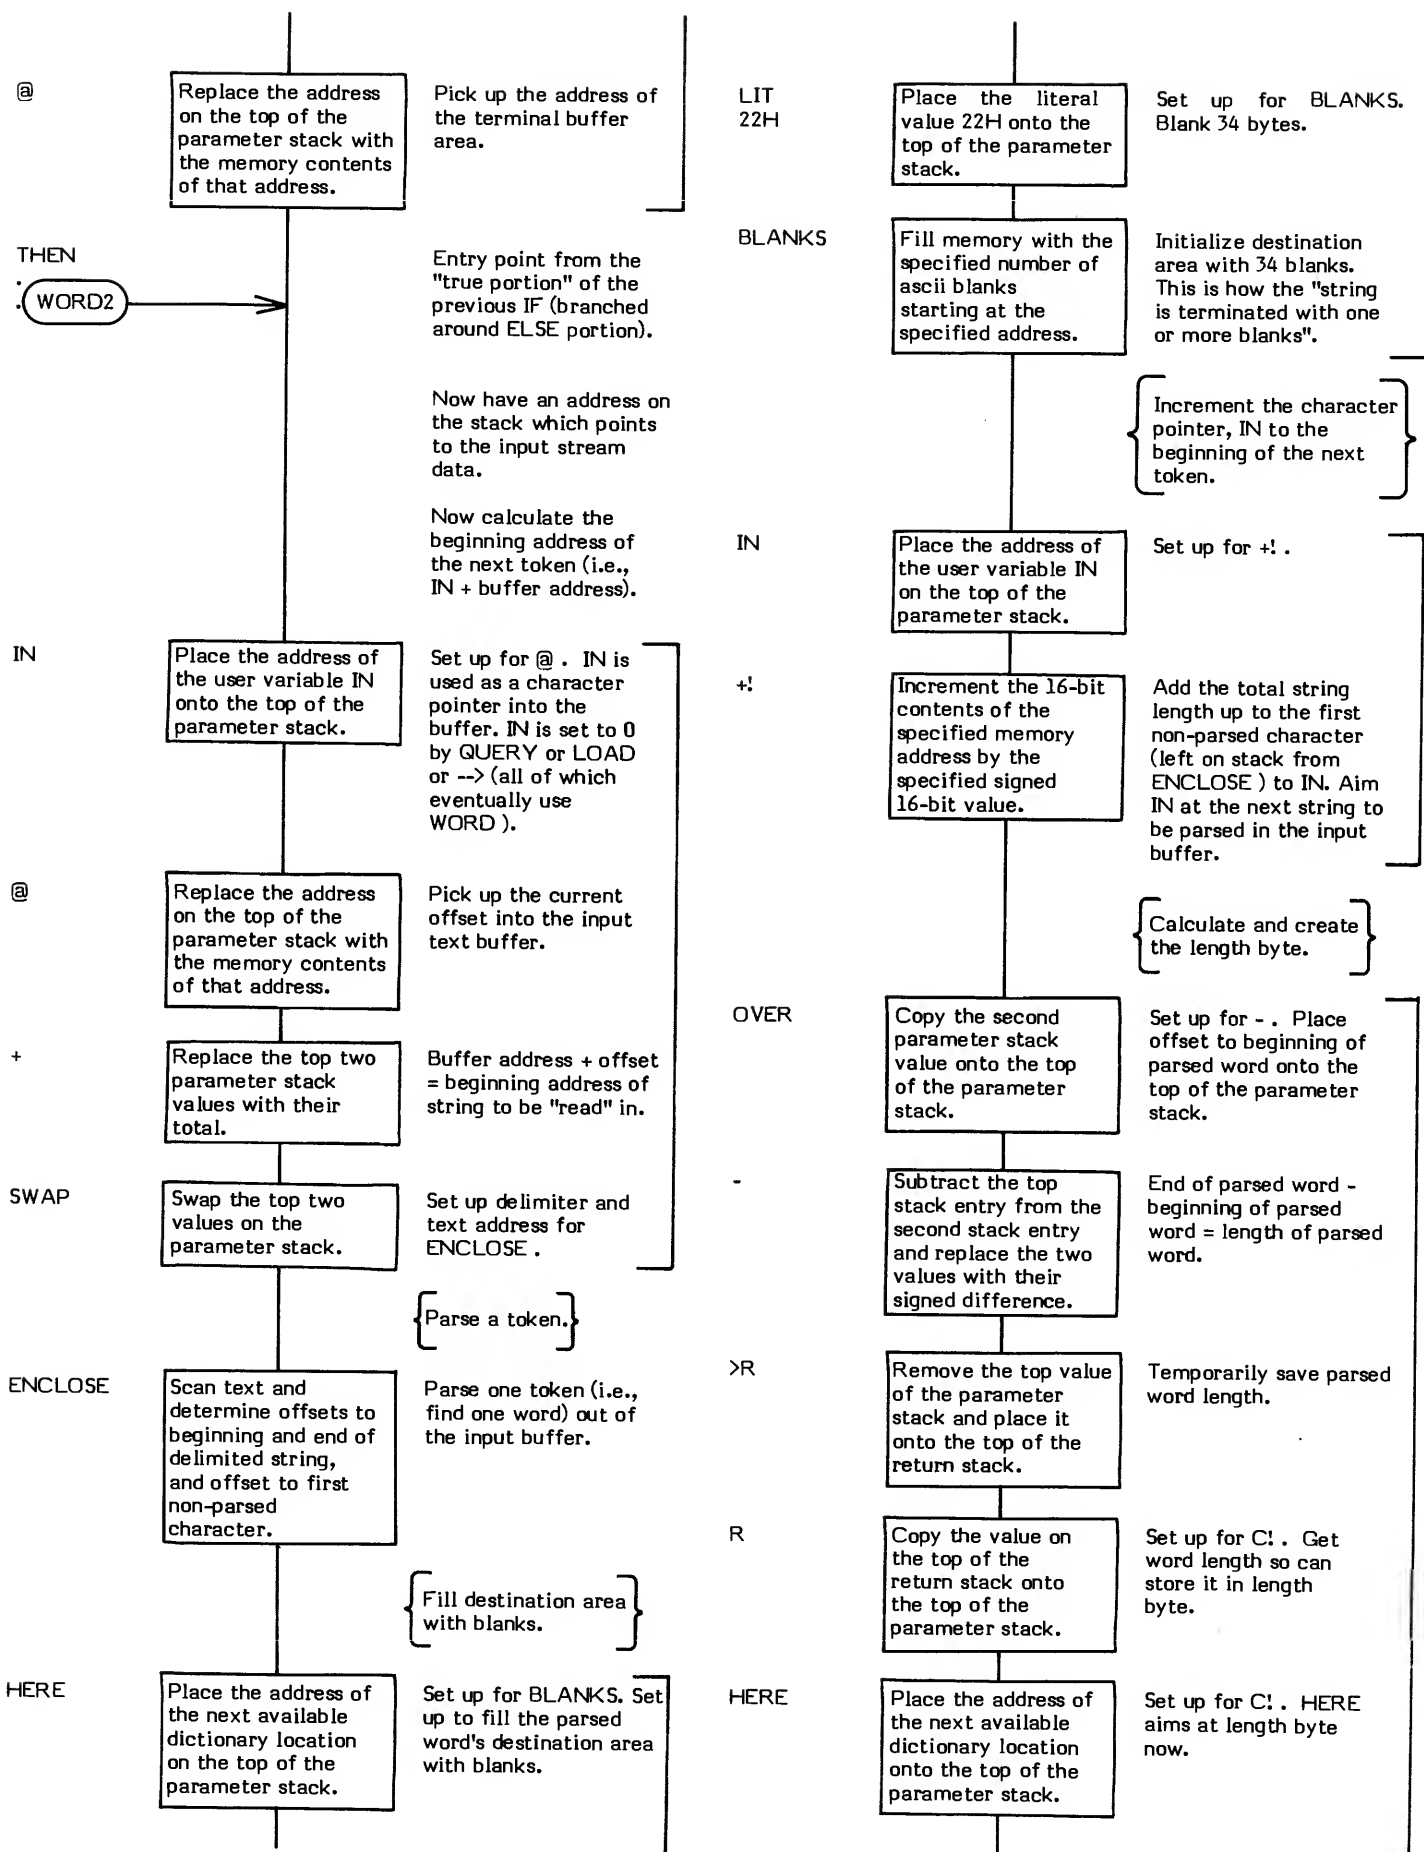 @
Replace the address
on the top of the
parameter stack with
the memory contents
of that address.
Pick up the address of
the terminal buffer
area.
THEN
:
WORD2
Entry point from the
"true portion" of the
previous IF (branched
around ELSE portion).
Now have an address on
the stack which points
to the input stream
data.
Now calculate the
beginning address of
the next token (i.e.,
IN + buffer address).
IN
Place the address of
the user variable IN
onto the top of the
parameter stack.
Set up for @ . IN is
used as a character
pointer into the
buffer. IN is set to 0
by QUERY or LOAD
or --> (all of which
eventually use
WORD ).
@
Replace the address
on the top of the
parameter stack with
the memory contents
of that address.
Pick up the current
offset into the input
text buffer.
+
Replace the top two
parameter stack
values with their
total.
Buffer address + offset
= beginning address of
string to be "read" in.
SWAP
Swap the top two
values on the
parameter stack.
Set up delimiter and
text address for
ENCLOSE .
Parse a token.
ENCLOSE
Scan text and
determine offsets to
beginning and end of
delimited string,
and offset to first
non-parsed
character.
Parse one token (i.e.,
find one word) out of
the input buffer.
Fill destination area
with blanks.
HERE
Place the address of
the next available
dictionary location
on the top of the
parameter stack.
Set up for BLANKS. Set
up to fill the parsed
word's destination area
with blanks.
LIT
22H
Place the literal
value 22H onto the
top of the parameter
stack.
Set up for BLANKS.
Blank 34 bytes.
BLANKS
Fill memory with the
specified number of
ascii blanks
starting at the
specified address.
Initialize destination
area with 34 blanks.
This is how the "string
is terminated with one
or more blanks".
Increment the character
pointer, IN to the
beginning of the next
token.
IN
Place the address of
the user variable IN
on the top of the
parameter stack.
Set up for +! .
+!
Increment the 16-bit
contents of the
specified memory
address by the
specified signed
16-bit value.
Add the total string
length up to the first
non-parsed character
(left on stack from
ENCLOSE ) to IN. Aim
IN at the next string to
be parsed in the input
buffer.
Calculate and create
the length byte.
OVER
Copy the second
parameter stack
value onto the top
of the parameter
stack.
Set up for - . Place
offset to beginning of
parsed word onto the
top of the parameter
stack.
-
Subtract the top
stack entry from the
second stack entry
and replace the two
values with their
signed difference.
End of parsed word -
beginning of parsed
word = length of parsed
word.
>R
Remove the top value
of the parameter
stack and place it
onto the top of the
return stack.
Temporarily save parsed
word length.
R
Copy the value on
the top of the
return stack onto
the top of the
parameter stack.
Set up for C! . Get
word length so can
store it in length
byte.
HERE
Place the address of
the next available
dictionary location
onto the top of the
parameter stack.
Set up for C! . HERE
aims at length byte
now.